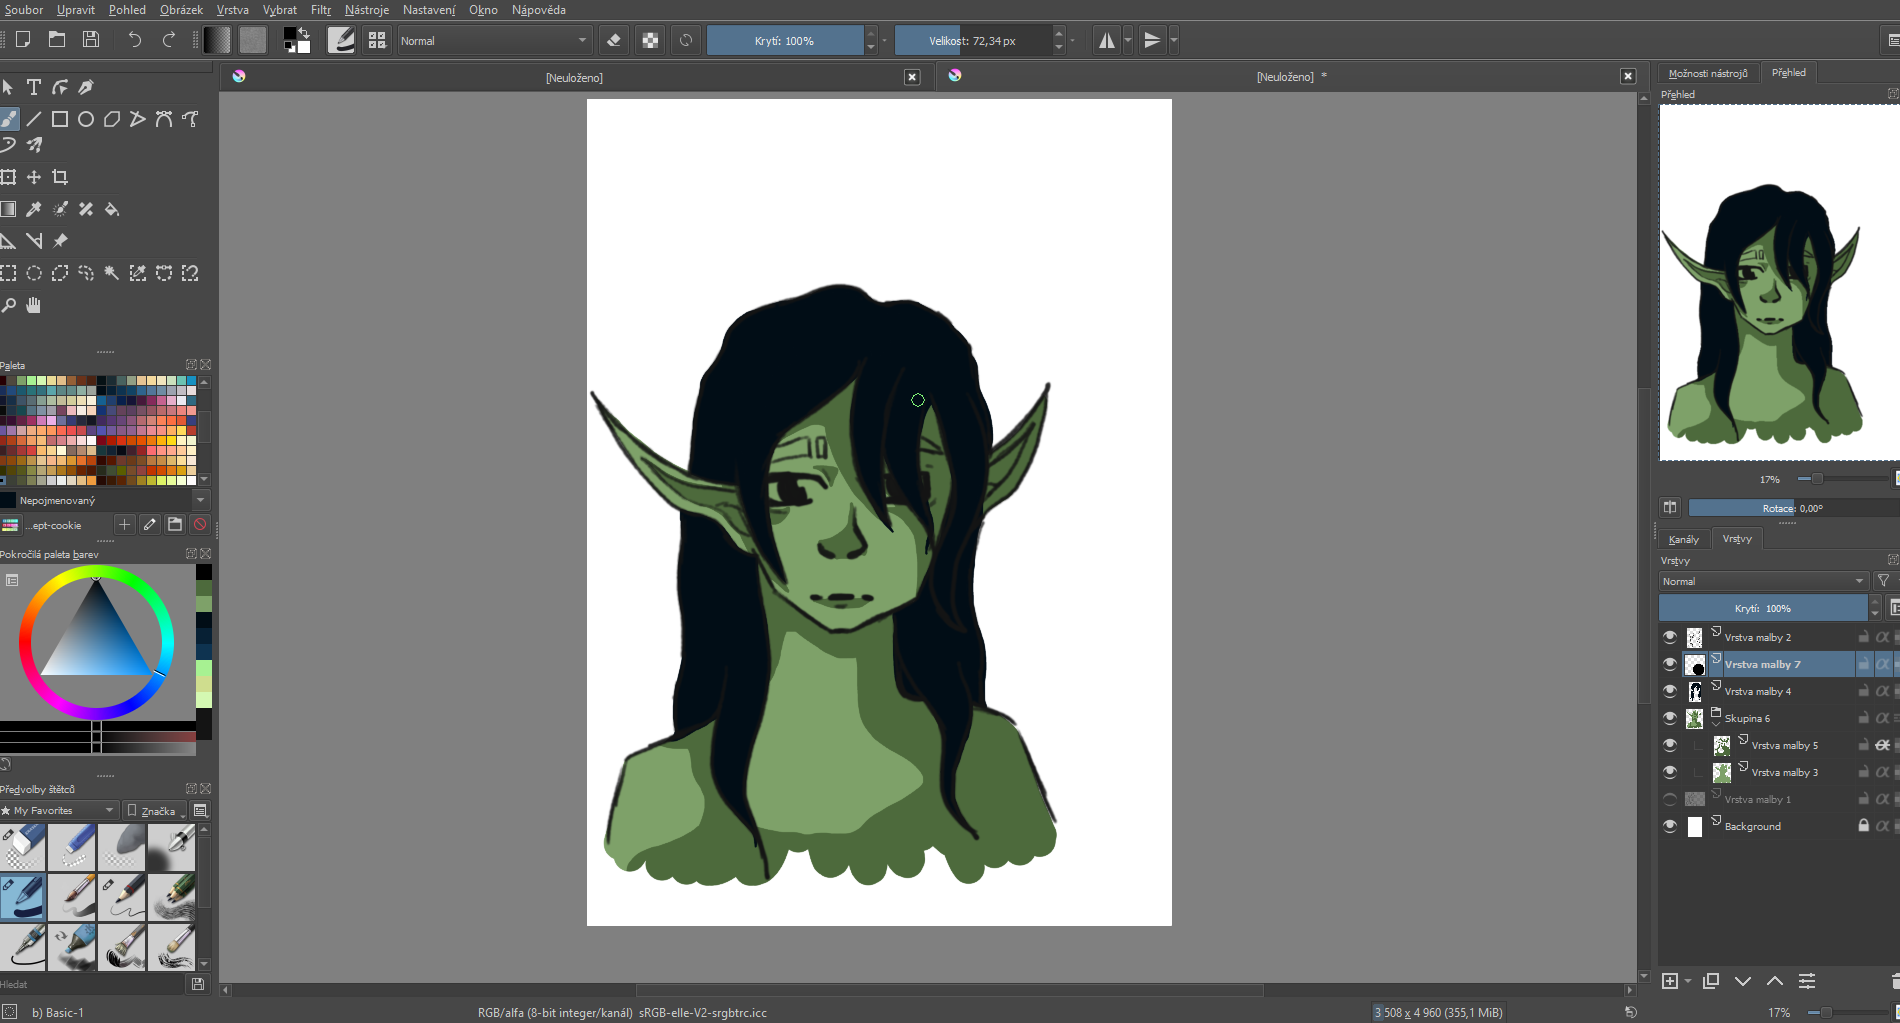 Soubor Upravit Pohled Obrázek Vrstva Vybrat Filtr Nástroje Nastavení Okno Nápověda
Normal Krytí: 100% Velikost: 72,34 px
[Neuloženo] [Neuloženo] *
Možnosti nástrojů Přehled
Přehled
Paleta
Nepojmenovaný
...ept-cookie
Pokročilá paleta barev
17%
Rotace: 0,00°
Kanály Vrstvy
Vrstvy
Normal
Krytí: 100%
Vrstva malby 2
Vrstva malby 7
Vrstva malby 4
Skupina 6
Vrstva malby 5
Vrstva malby 3
Vrstva malby 1
Background
Předvolby štětců
My Favorites Značka
Hledat
b) Basic-1 RGB/alfa (8-bit integer/kanál) sRGB-elle-V2-srgbtrc.icc 3 508 x 4 960 (355,1 MiB) 17%